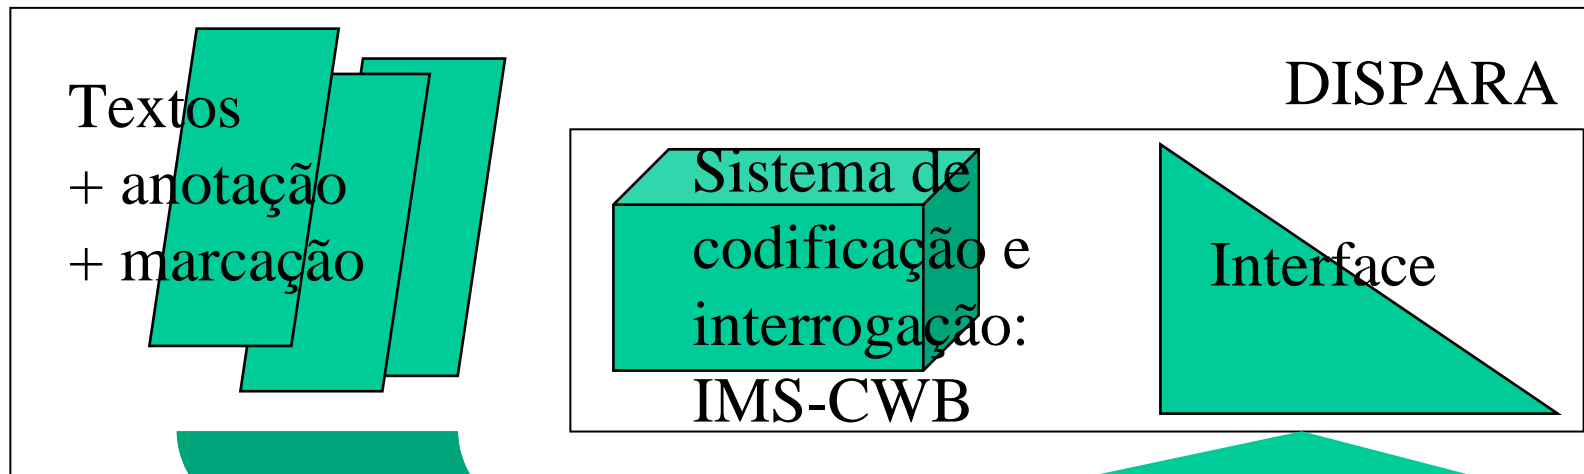 Textos
+ anotação
+ marcação
DISPARA
Sistema de
codificação e
interrogação:
IMS-CWB
Interface